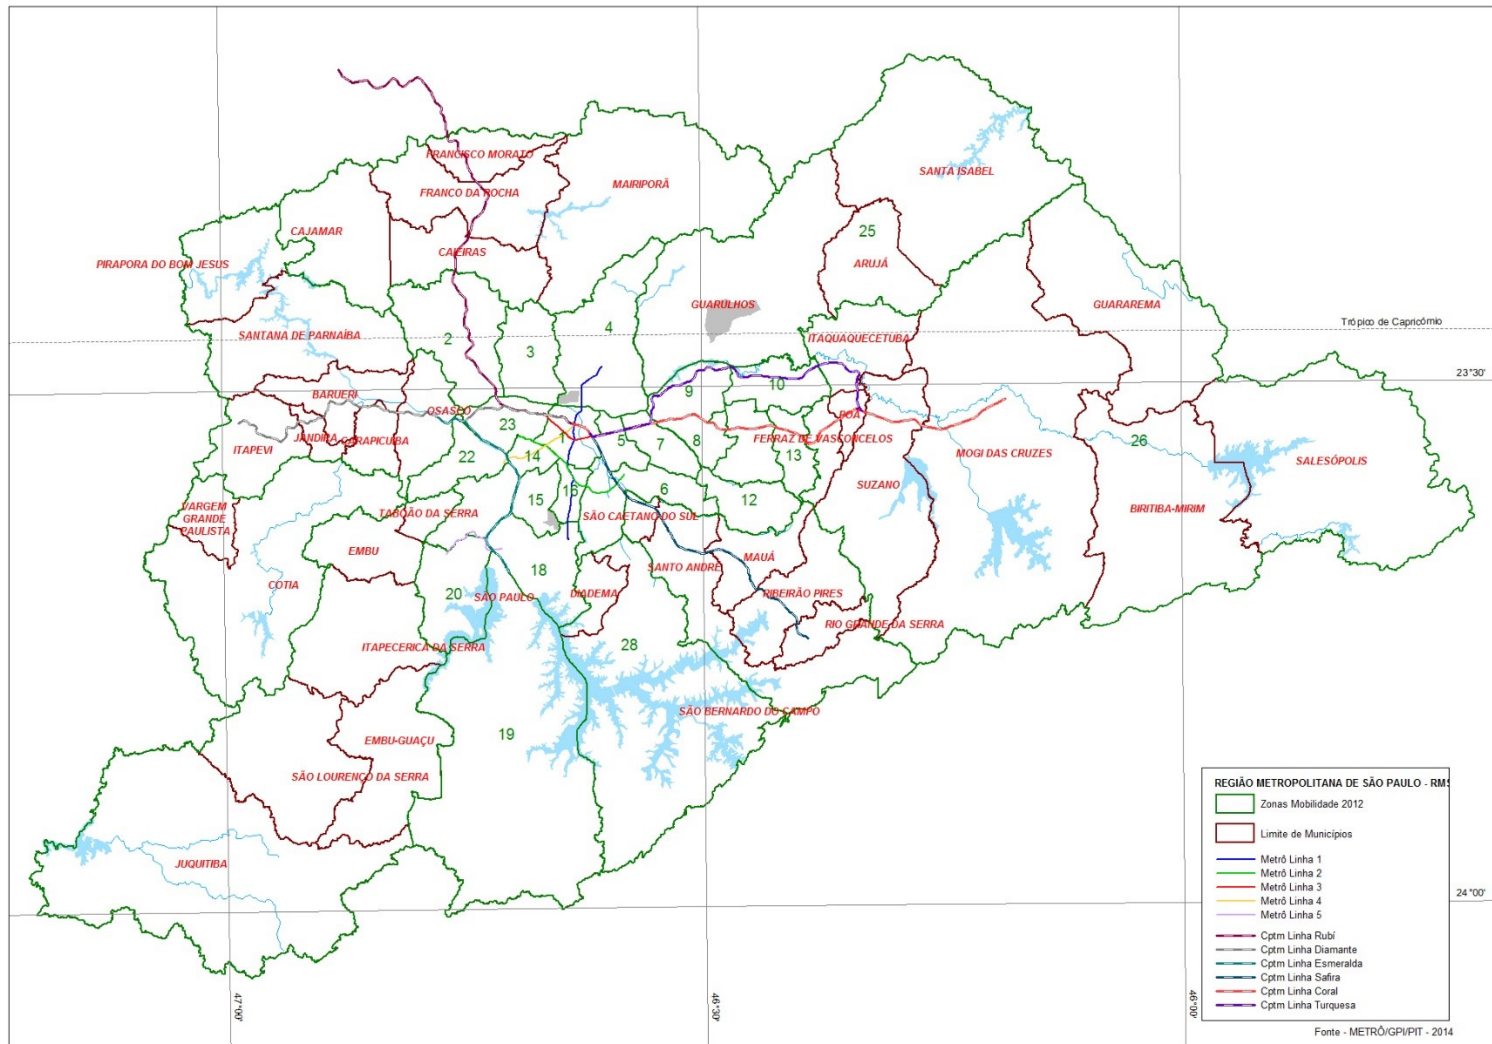 FRANCISCO MORATO
FRANCO DA ROCHA
MAIRIPORÃ
SANTA ISABEL
CAJAMAR
25
CAIEIRAS
ARUJÁ
PIRAPORA DO BOM JESUS
GUARULHOS
GUARAREMA
Trópico de Capricórnio
SANTANA DE PARNAÍBA
2
3
4
ITAQUAQUECETUBA
23°30'
BARUERI
9
10
OSASCO
POÁ
23
1
5
7
8
JANDIRA
CARAPICUIBA
FERRAZ DE VASCONCELOS
26
ITAPEVI
22
14
13
MOGI DAS CRUZES
SALESÓPOLIS
VARGEM
GRANDE
PAULISTA
15
16
6
12
SUZANO
BIRITIBA-MIRIM
TABOÃO DA SERRA
SÃO CAETANO DO SUL
EMBU
MAUÁ
18
SANTO ANDRÉ
COTIA
20
SÃO PAULO
DIADEMA
RIBEIRÃO PIRES
RIO GRANDE DA SERRA
ITAPECERICA DA SERRA
28
SÃO BERNARDO DO CAMPO
19
EMBU-GUAÇU
SÃO LOURENÇO DA SERRA
JUQUITIBA
24°00'
47°00'
46°30'
46°00'
REGIÃO METROPOLITANA DE SÃO PAULO - RMS
Zonas Mobilidade 2012
Limite de Municípios
Metrô Linha 1
Metrô Linha 2
Metrô Linha 3
Metrô Linha 4
Metrô Linha 5
Cptm Linha Rubí
Cptm Linha Diamante
Cptm Linha Esmeralda
Cptm Linha Safira
Cptm Linha Coral
Cptm Linha Turquesa
Fonte - METRÔ/GPI/PIT - 2014